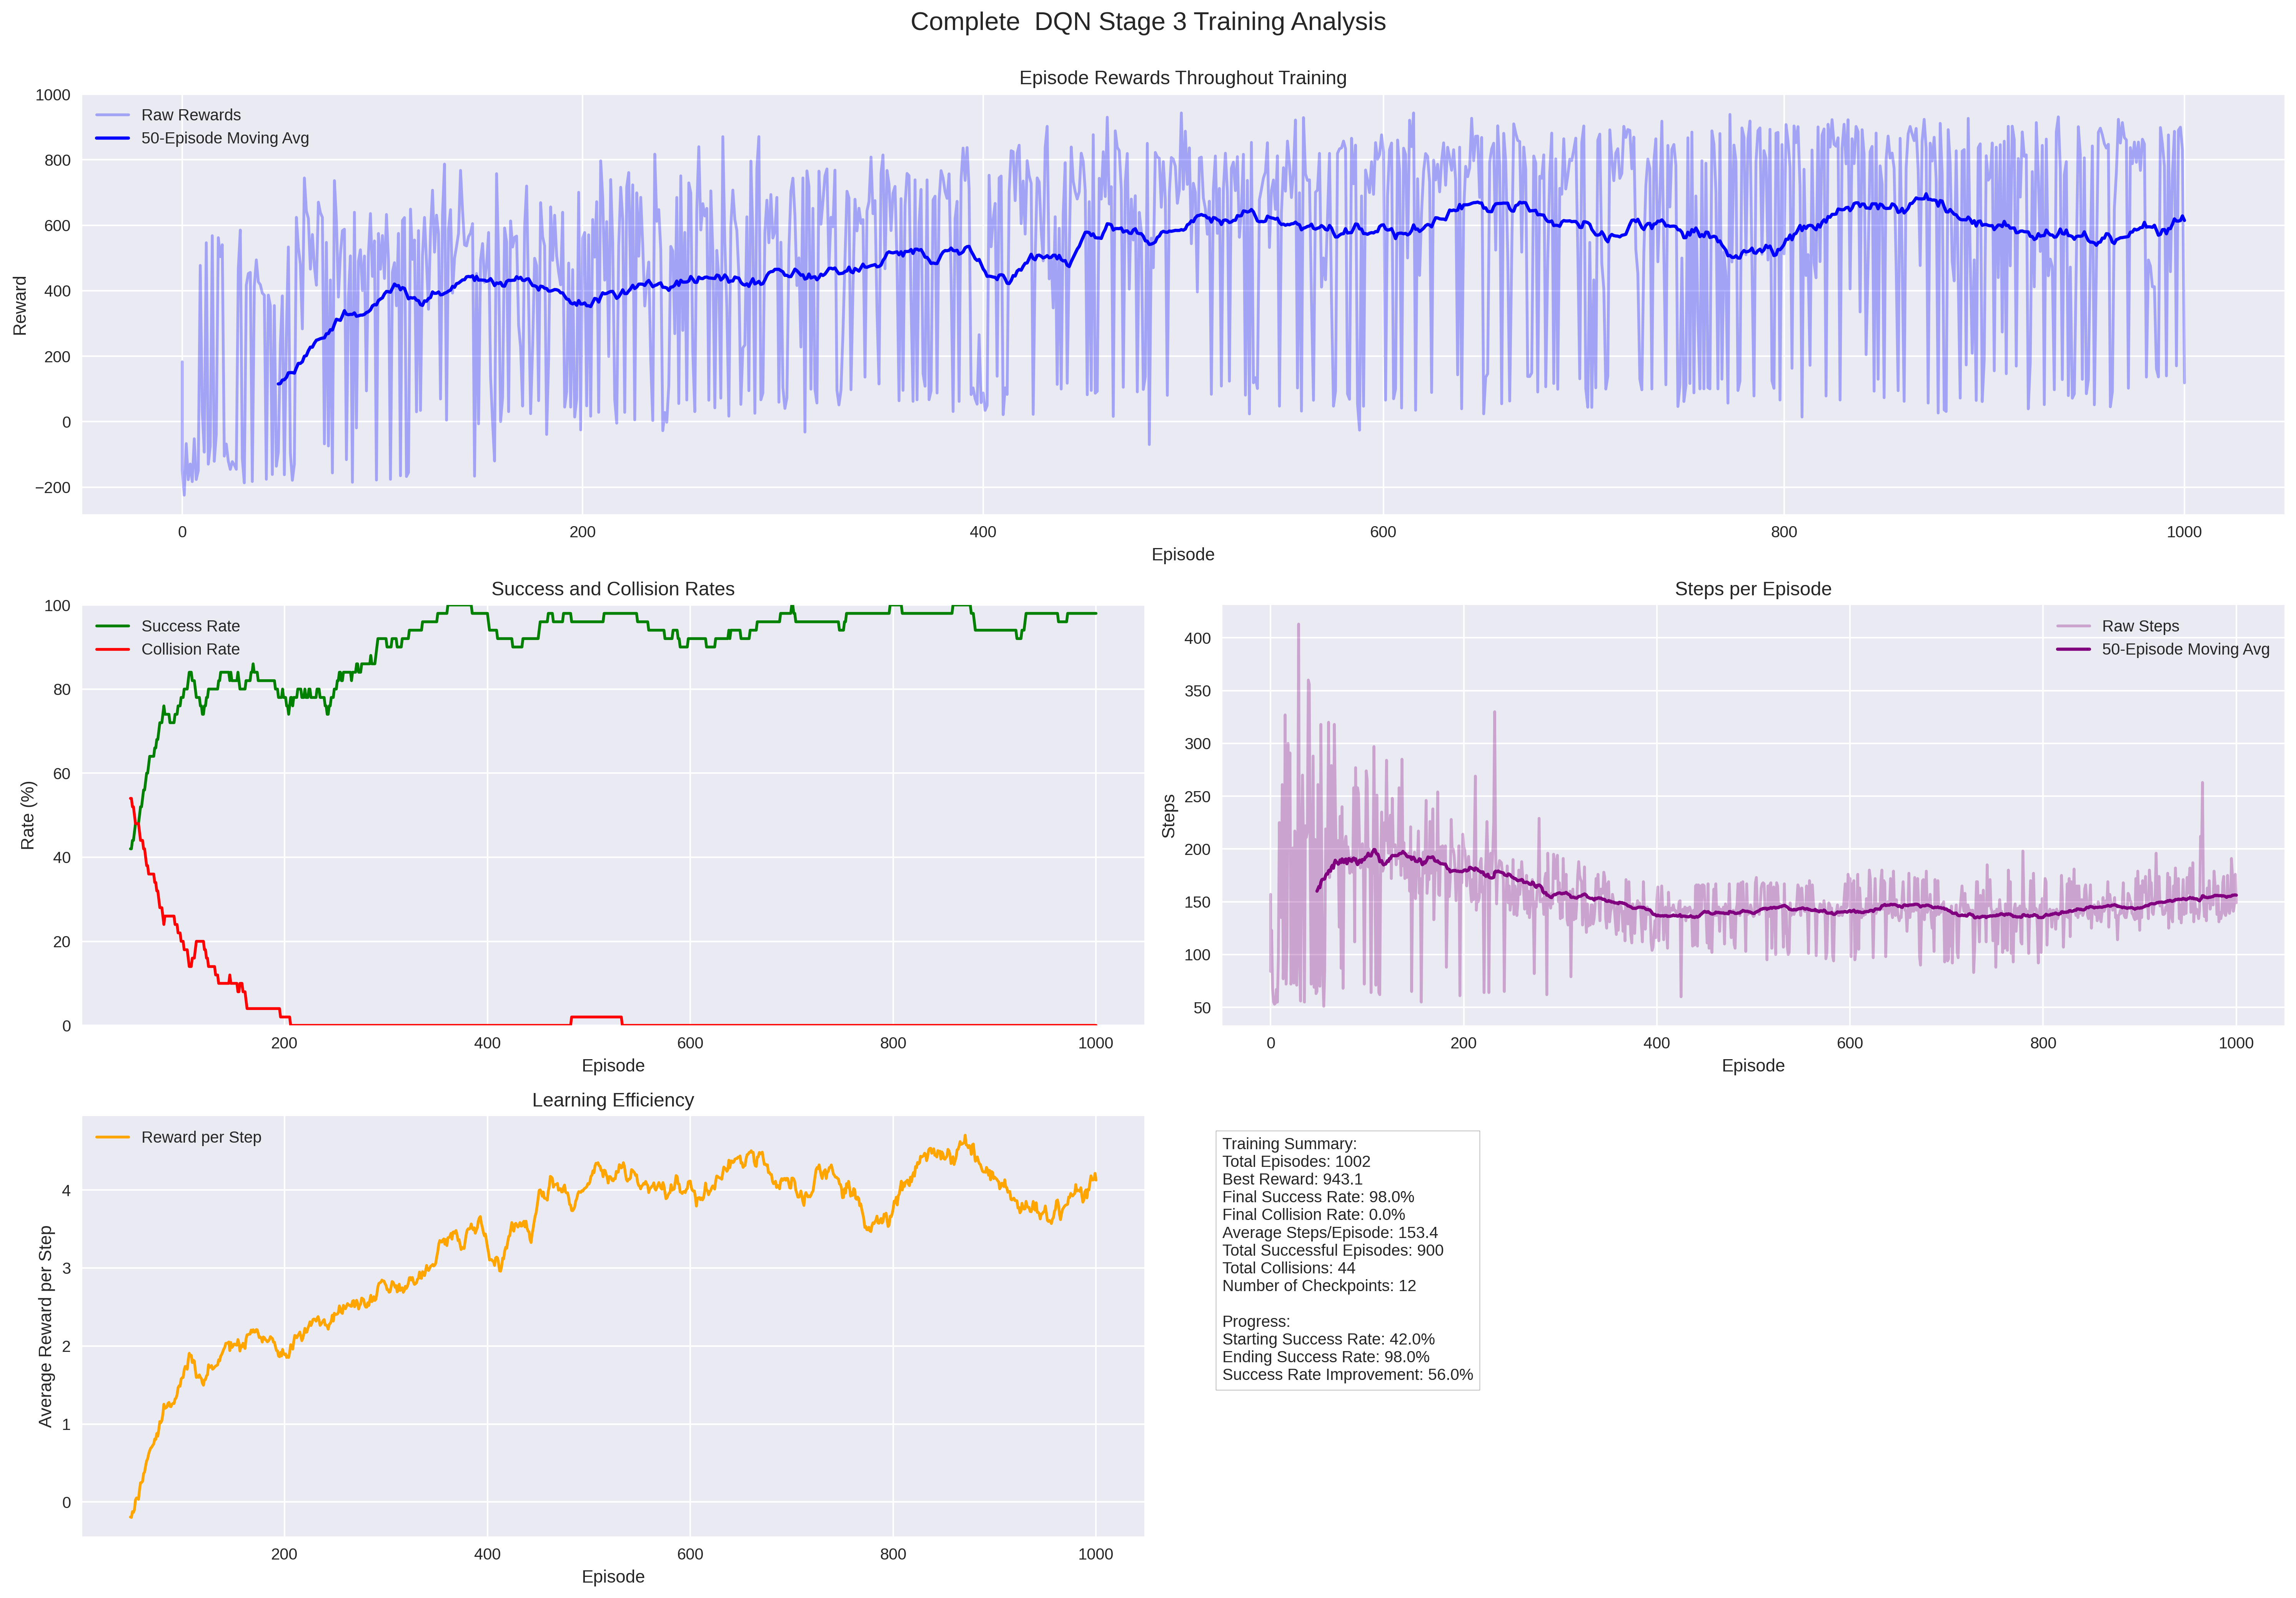 Complete  DQN Stage 3 Training Analysis
Episode Rewards Throughout Training
Raw Rewards
50-Episode Moving Avg
1000
800
600
400
200
0
−200
Reward
0
200
400
600
800
1000
Episode
Success and Collision Rates
Success Rate
Collision Rate
100
80
60
40
20
0
Rate (%)
200
400
600
800
1000
Episode
Steps per Episode
Raw Steps
50-Episode Moving Avg
400
350
300
250
200
150
100
50
Steps
0
200
400
600
800
1000
Episode
Learning Efficiency
Reward per Step
4
3
2
1
0
Average Reward per Step
200
400
600
800
1000
Episode
Training Summary:
Total Episodes: 1002
Best Reward: 943.1
Final Success Rate: 98.0%
Final Collision Rate: 0.0%
Average Steps/Episode: 153.4
Total Successful Episodes: 900
Total Collisions: 44
Number of Checkpoints: 12
Progress:
Starting Success Rate: 42.0%
Ending Success Rate: 98.0%
Success Rate Improvement: 56.0%